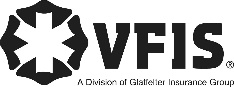 VFIS®
A Division of Glatfelter Insurance Group